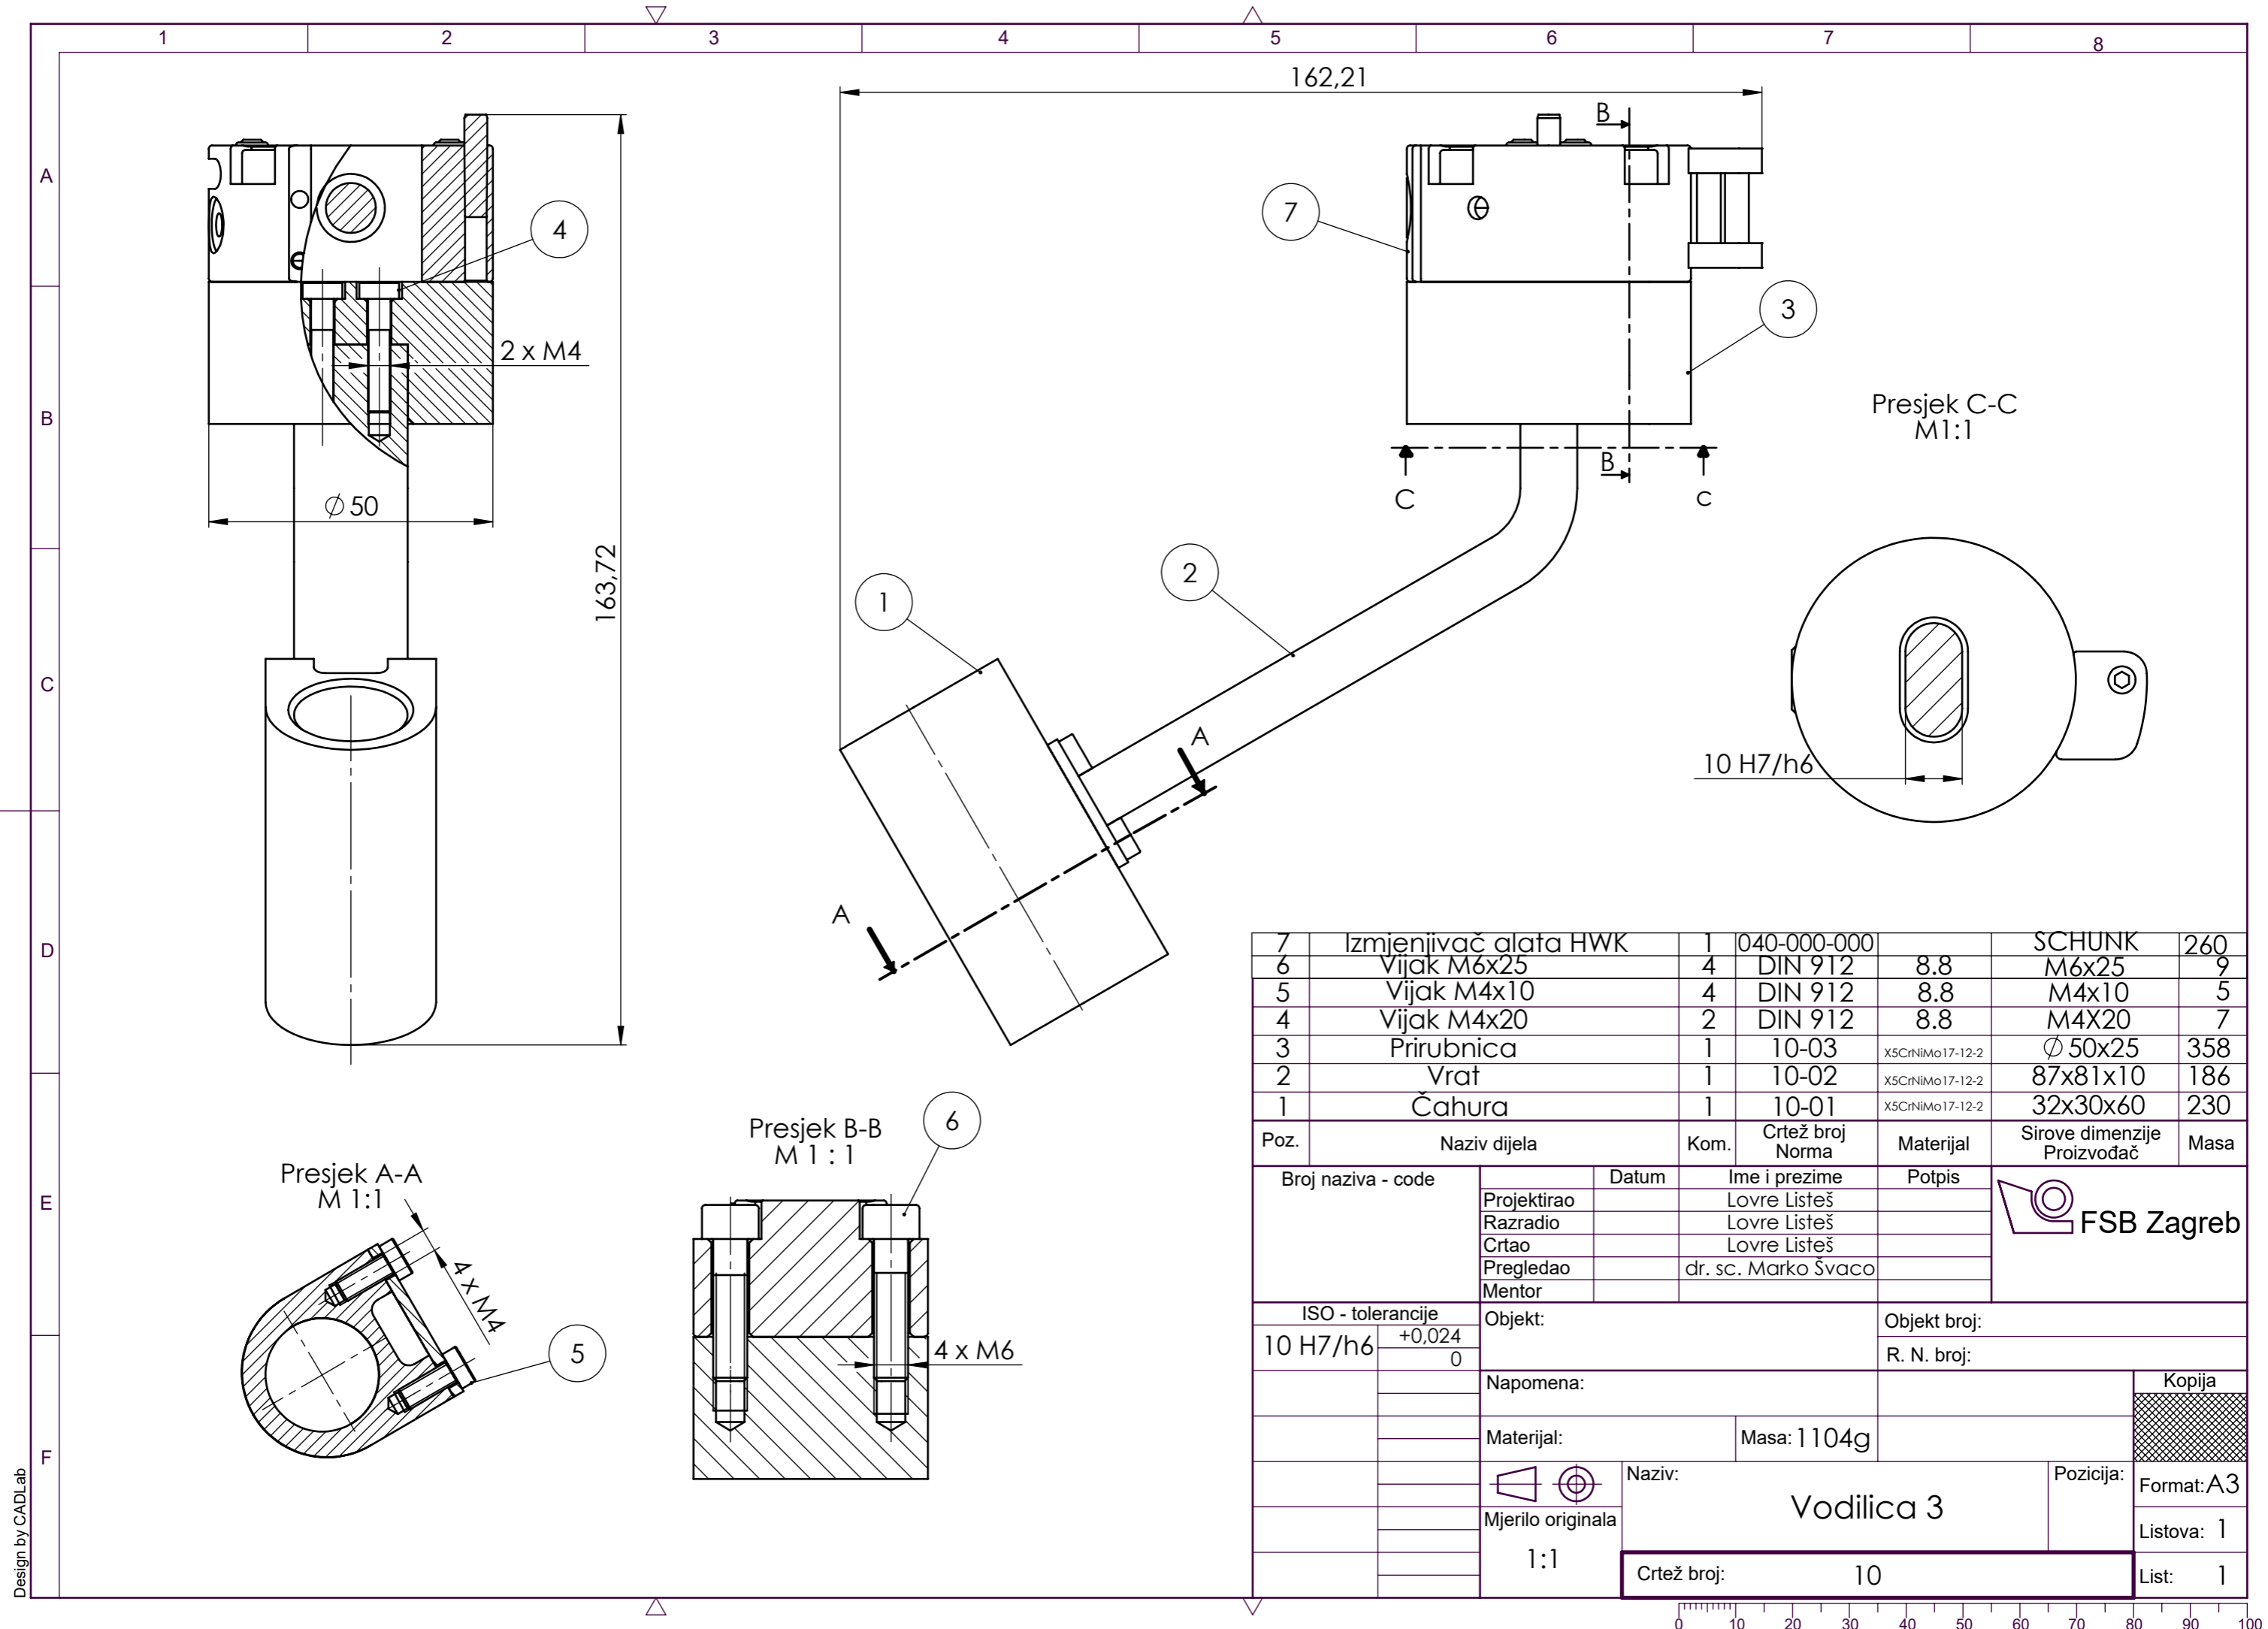 1 2 3 4 5 6 7 8
A
B
C
D
E
F
162,21
163,72
4
2 x M4
Ø 50
B
B
7
3
C
c
2
1
A
A
Presjek C-C
M1:1
10 H7/h6
Presjek A-A
M 1:1
4 x M4
5
Presjek B-B
M 1 : 1
6
4 x M6
7 Izmjenjivač alata HWK 1 040-000-000 SCHUNK 260
6 Vijak M6x25 4 DIN 912 8.8 M6x25 9
5 Vijak M4x10 4 DIN 912 8.8 M4x10 5
4 Vijak M4x20 2 DIN 912 8.8 M4X20 7
3 Prirubnica 1 10-03 X5CrNiMo17-12-2 Ø 50x25 358
2 Vrat 1 10-02 X5CrNiMo17-12-2 87x81x10 186
1 Čahura 1 10-01 X5CrNiMo17-12-2 32x30x60 230
Poz. Naziv dijela Kom. Crtež broj Norma Materijal Sirove dimenzije Proizvođač Masa
Broj naziva - code
Datum Ime i prezime Potpis
Projektirao Lovre Listeš
Razradio Lovre Listeš
Crtao Lovre Listeš
Pregledao dr. sc. Marko Švaco
Mentor
FSB Zagreb
ISO - tolerancije
10 H7/h6 +0,024
0
Objekt:
Objekt broj:
R. N. broj:
Napomena:
Kopija
Materijal:
Masa: 1104g
Naziv:
Vodilica 3
Pozicija:
Format: A3
Mjerilo originala
1:1
Listova: 1
Crtež broj: 10
List: 1
Design by CADLab
0 10 20 30 40 50 60 70 80 90 100